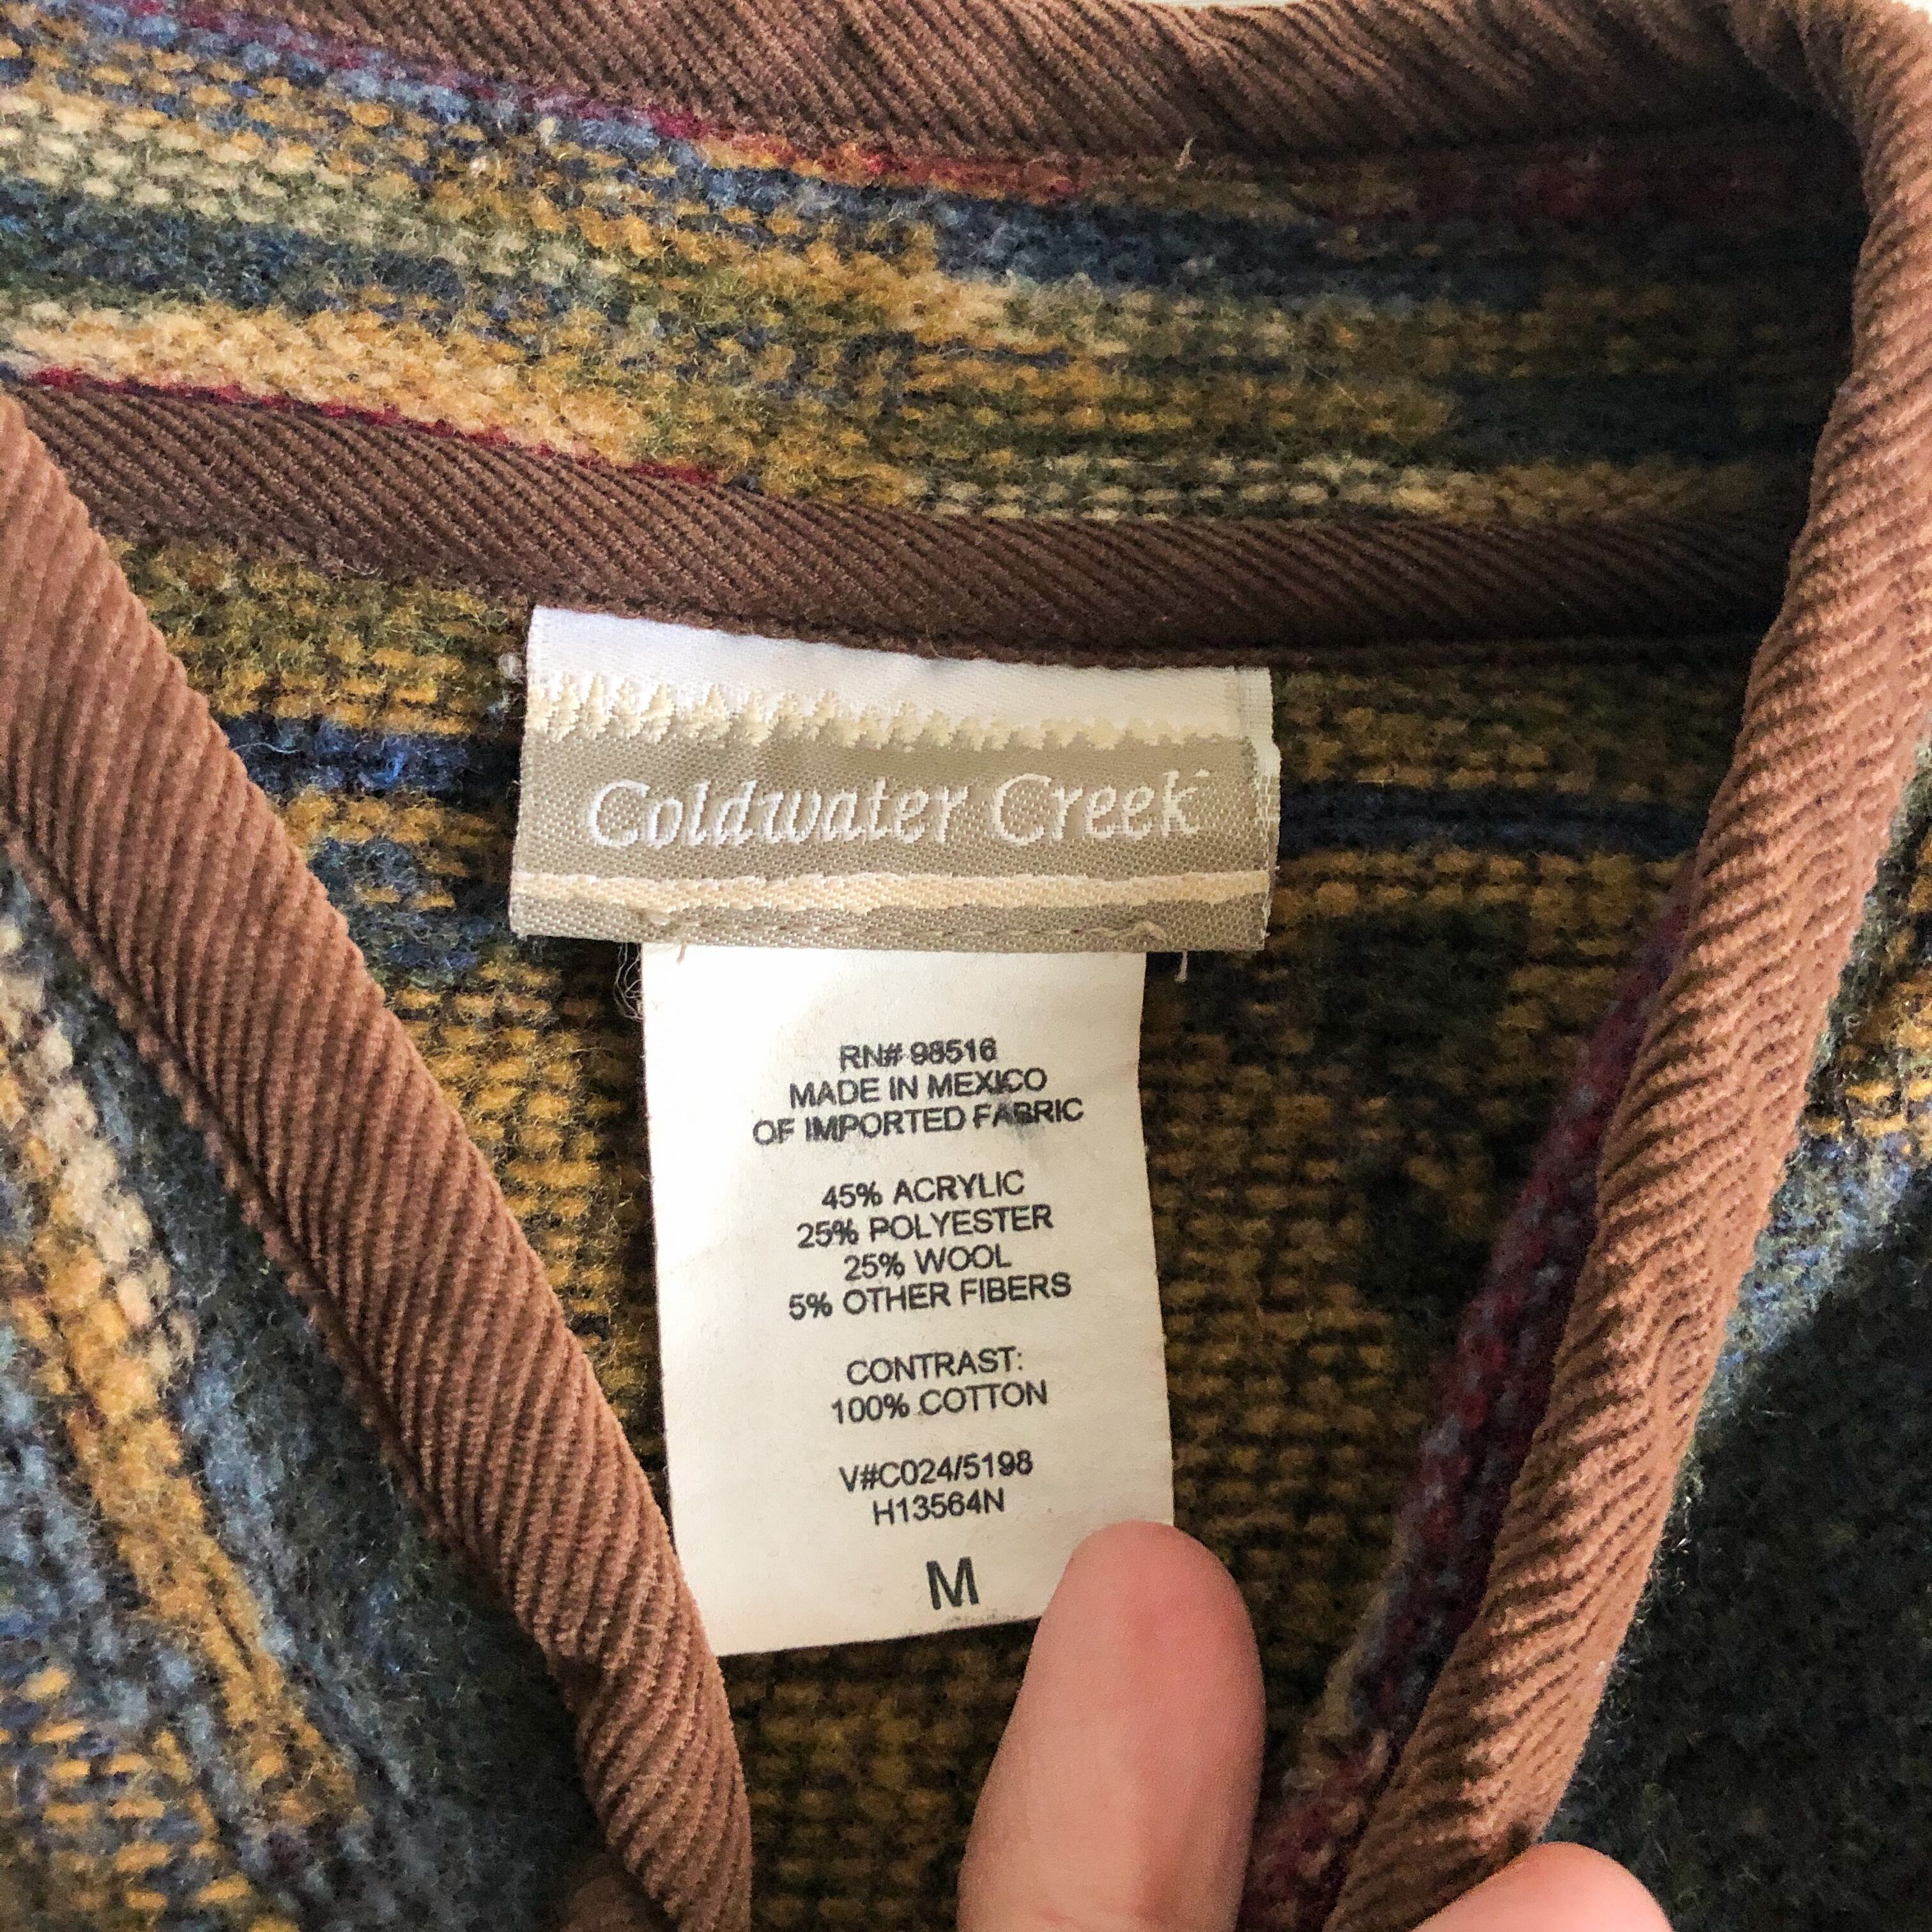 Coldwater Creek
RN# 98516
MADE IN MEXICO
OF IMPORTED FABRIC
45% ACRYLIC
25% POLYESTER
25% WOOL
5% OTHER FIBERS
CONTRAST:
100% COTTON
V#C024/5198
H13564N
M